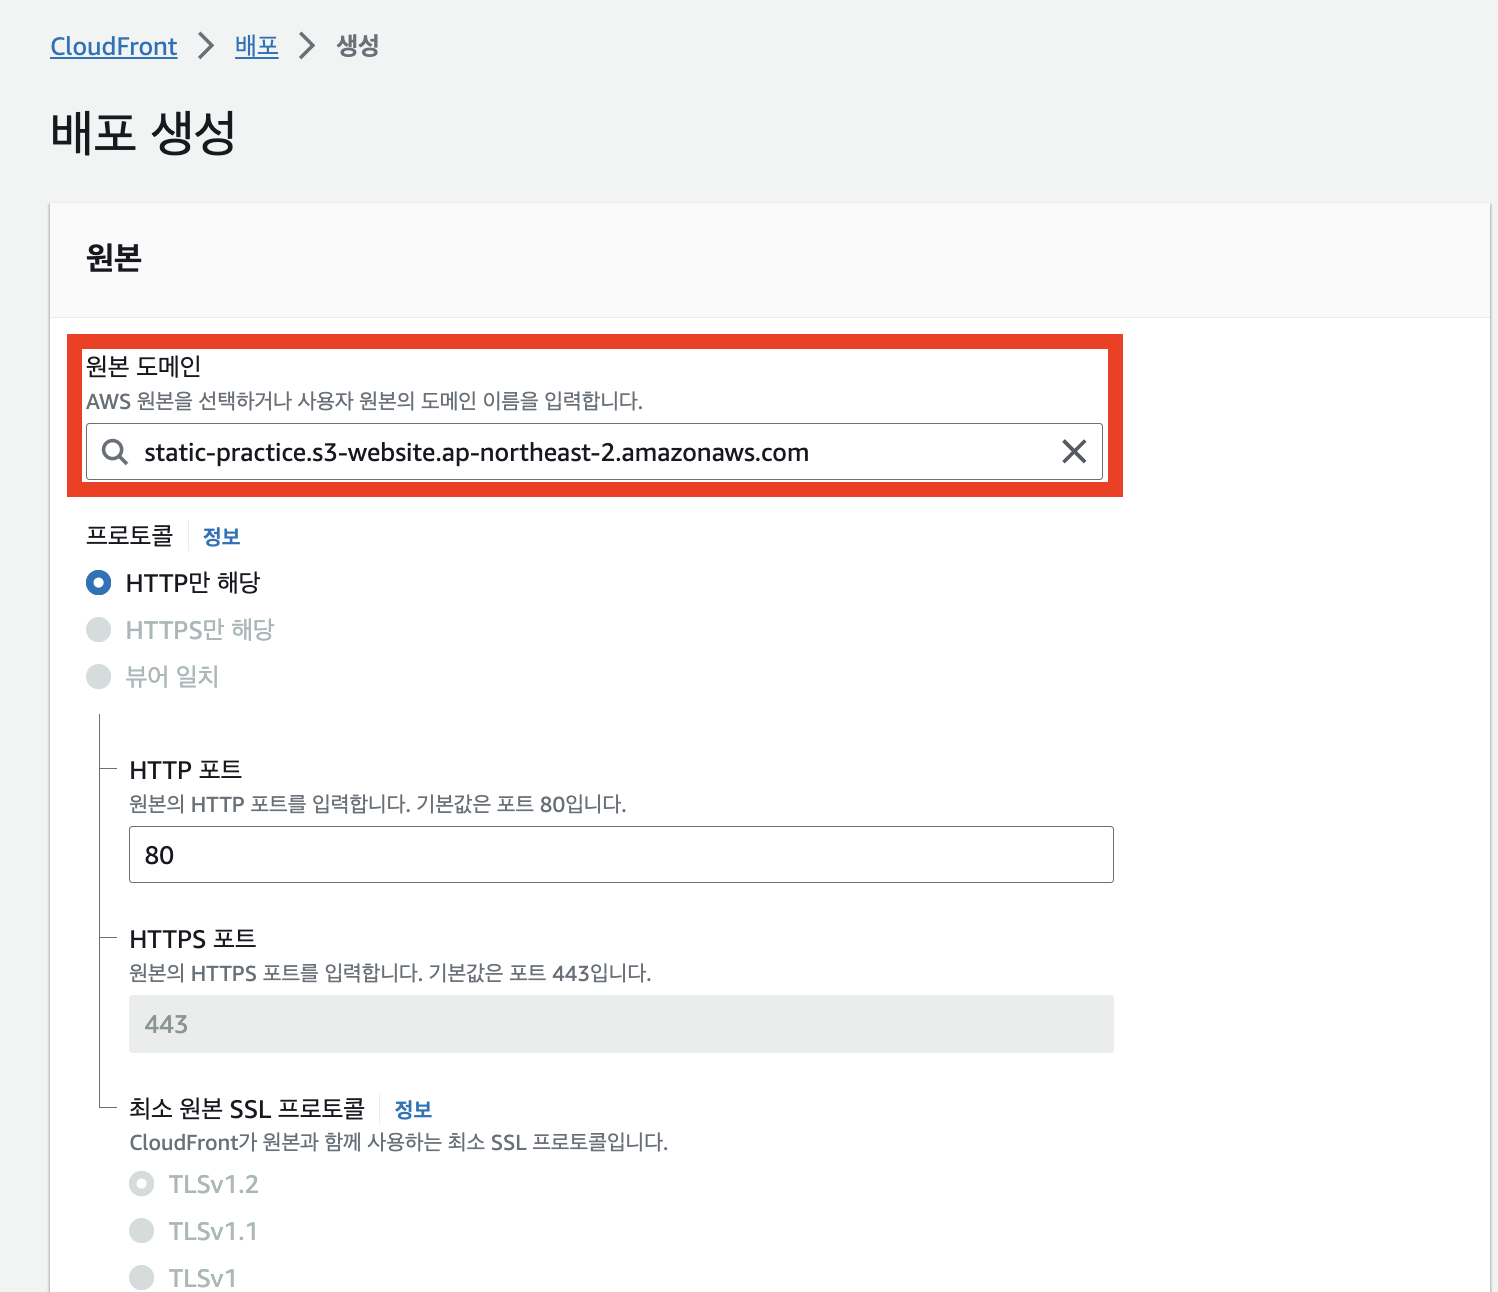 CloudFront > 배포 > 생성
배포 생성
원본
원본 도메인
AWS 원본을 선택하거나 사용자 원본의 도메인 이름을 입력합니다.
static-practice.s3-website.ap-northeast-2.amazonaws.com
프로토콜 정보
HTTP만 해당
HTTPS만 해당
뷰어 일치
HTTP 포트
원본의 HTTP 포트를 입력합니다. 기본값은 포트 80입니다.
80
HTTPS 포트
원본의 HTTPS 포트를 입력합니다. 기본값은 포트 443입니다.
443
최소 원본 SSL 프로토콜 정보
CloudFront가 원본과 함께 사용하는 최소 SSL 프로토콜입니다.
TLSv1.2
TLSv1.1
TLSv1